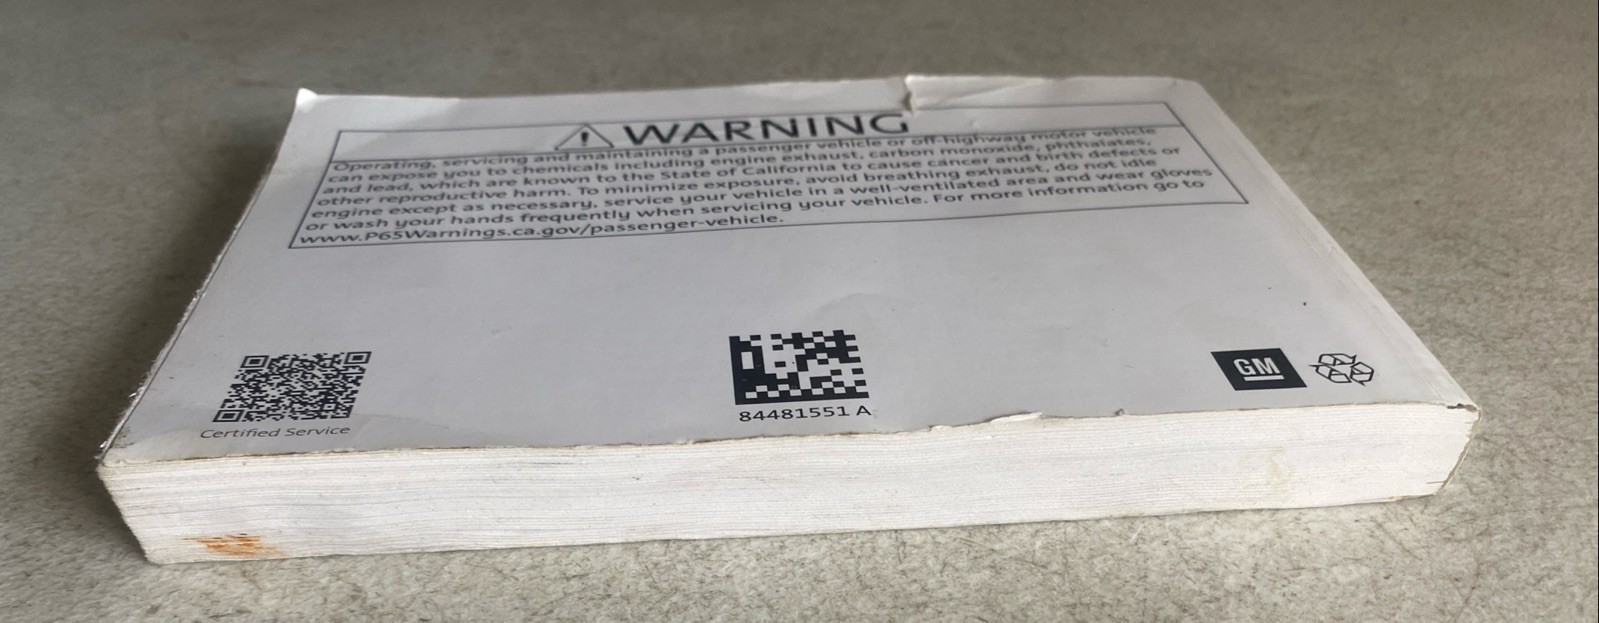 WARNING
Operating, servicing and maintaining a passenger vehicle or off-highway motor vehicle
can expose you to chemicals including engine exhaust, carbon monoxide, phthalates,
and lead, which are known to the State of California to cause cancer and birth defects or
other reproductive harm. To minimize exposure, avoid breathing exhaust, do not idle
engine except as necessary, service your vehicle in a well-ventilated area and wear gloves
or wash your hands frequently when servicing your vehicle. For more information go to
www.P65Warnings.ca.gov/passenger-vehicle.
Certified Service
84481551 A
GM